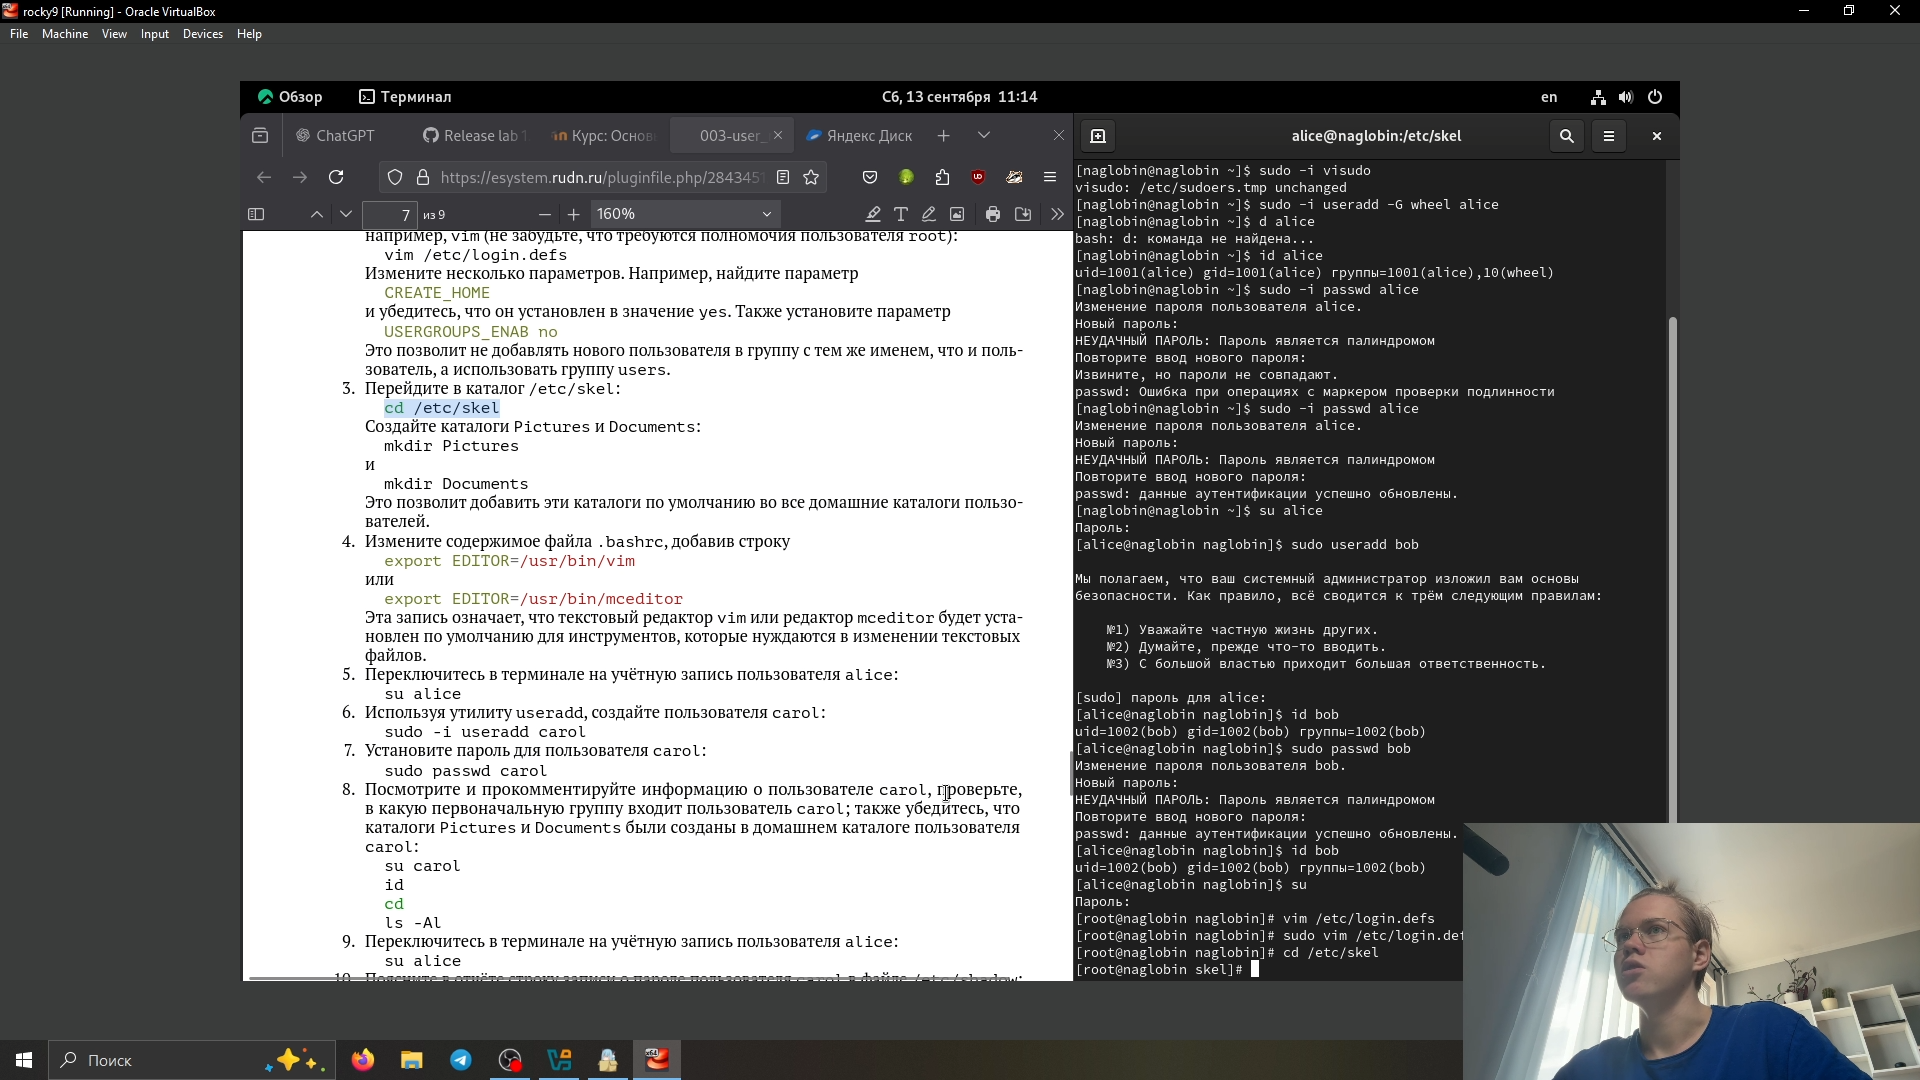 rocky9 [Running] - Oracle VirtualBox
File Machine View Input Devices Help
Обзор Терминал Сб, 13 сентября 11:14 en
ChatGPT Release lab 1 Курс: Основ 003-user_ Яндекс Диск
https://esystem.rudn.ru/pluginfile.php/2843451
7 из 9 160%
например, vim (не забудьте, что требуются полномочия пользователя root):
vim /etc/login.defs
Измените несколько параметров. Например, найдите параметр
CREATE_HOME
и убедитесь, что он установлен в значение yes. Также установите параметр
USERGROUPS_ENAB no
Это позволит не добавлять нового пользователя в группу с тем же именем, что и поль-
зователь, а использовать группу users.
3. Перейдите в каталог /etc/skel:
cd /etc/skel
Создайте каталоги Pictures и Documents:
mkdir Pictures
и
mkdir Documents
Это позволит добавить эти каталоги по умолчанию во все домашние каталоги пользо-
вателей.
4. Измените содержимое файла .bashrc, добавив строку
export EDITOR=/usr/bin/vim
или
export EDITOR=/usr/bin/mceditor
Эта запись означает, что текстовый редактор vim или редактор mceditor будет уста-
новлен по умолчанию для инструментов, которые нуждаются в изменении текстовых
файлов.
5. Переключитесь в терминале на учётную запись пользователя alice:
su alice
6. Используя утилиту useradd, создайте пользователя carol:
sudo -i useradd carol
7. Установите пароль для пользователя carol:
sudo passwd carol
8. Посмотрите и прокомментируйте информацию о пользователе carol, проверьте,
в какую первоначальную группу входит пользователь carol; также убедитесь, что
каталоги Pictures и Documents были созданы в домашнем каталоге пользователя
carol:
su carol
id
cd
ls -Al
9. Переключитесь в терминале на учётную запись пользователя alice:
su alice
10. Поясните в отчёте строку записи о пароле пользователя carol в файле /etc/shadow:
alice@naglobin:/etc/skel
[naglobin@naglobin ~]$ sudo -i visudo
visudo: /etc/sudoers.tmp unchanged
[naglobin@naglobin ~]$ sudo -i useradd -G wheel alice
[naglobin@naglobin ~]$ d alice
bash: d: команда не найдена...
[naglobin@naglobin ~]$ id alice
uid=1001(alice) gid=1001(alice) группы=1001(alice),10(wheel)
[naglobin@naglobin ~]$ sudo -i passwd alice
Изменение пароля пользователя alice.
Новый пароль:
НЕУДАЧНЫЙ ПАРОЛЬ: Пароль является палиндромом
Повторите ввод нового пароля:
Извините, но пароли не совпадают.
passwd: Ошибка при операциях с маркером проверки подлинности
[naglobin@naglobin ~]$ sudo -i passwd alice
Изменение пароля пользователя alice.
Новый пароль:
НЕУДАЧНЫЙ ПАРОЛЬ: Пароль является палиндромом
Повторите ввод нового пароля:
passwd: данные аутентификации успешно обновлены.
[naglobin@naglobin ~]$ su alice
Пароль:
[alice@naglobin naglobin]$ sudo useradd bob
Мы полагаем, что ваш системный администратор изложил вам основы
безопасности. Как правило, всё сводится к трём следующим правилам:
№1) Уважайте частную жизнь других.
№2) Думайте, прежде что-то вводить.
№3) С большой властью приходит большая ответственность.
[sudo] пароль для alice:
[alice@naglobin naglobin]$ id bob
uid=1002(bob) gid=1002(bob) группы=1002(bob)
[alice@naglobin naglobin]$ sudo passwd bob
Изменение пароля пользователя bob.
Новый пароль:
НЕУДАЧНЫЙ ПАРОЛЬ: Пароль является палиндромом
Повторите ввод нового пароля:
passwd: данные аутентификации успешно обновлены.
[alice@naglobin naglobin]$ id bob
uid=1002(bob) gid=1002(bob) группы=1002(bob)
[alice@naglobin naglobin]$ su
Пароль:
[root@naglobin naglobin]# vim /etc/login.defs
[root@naglobin naglobin]# sudo vim /etc/login.def
[root@naglobin naglobin]# cd /etc/skel
[root@naglobin skel]#
Поиск